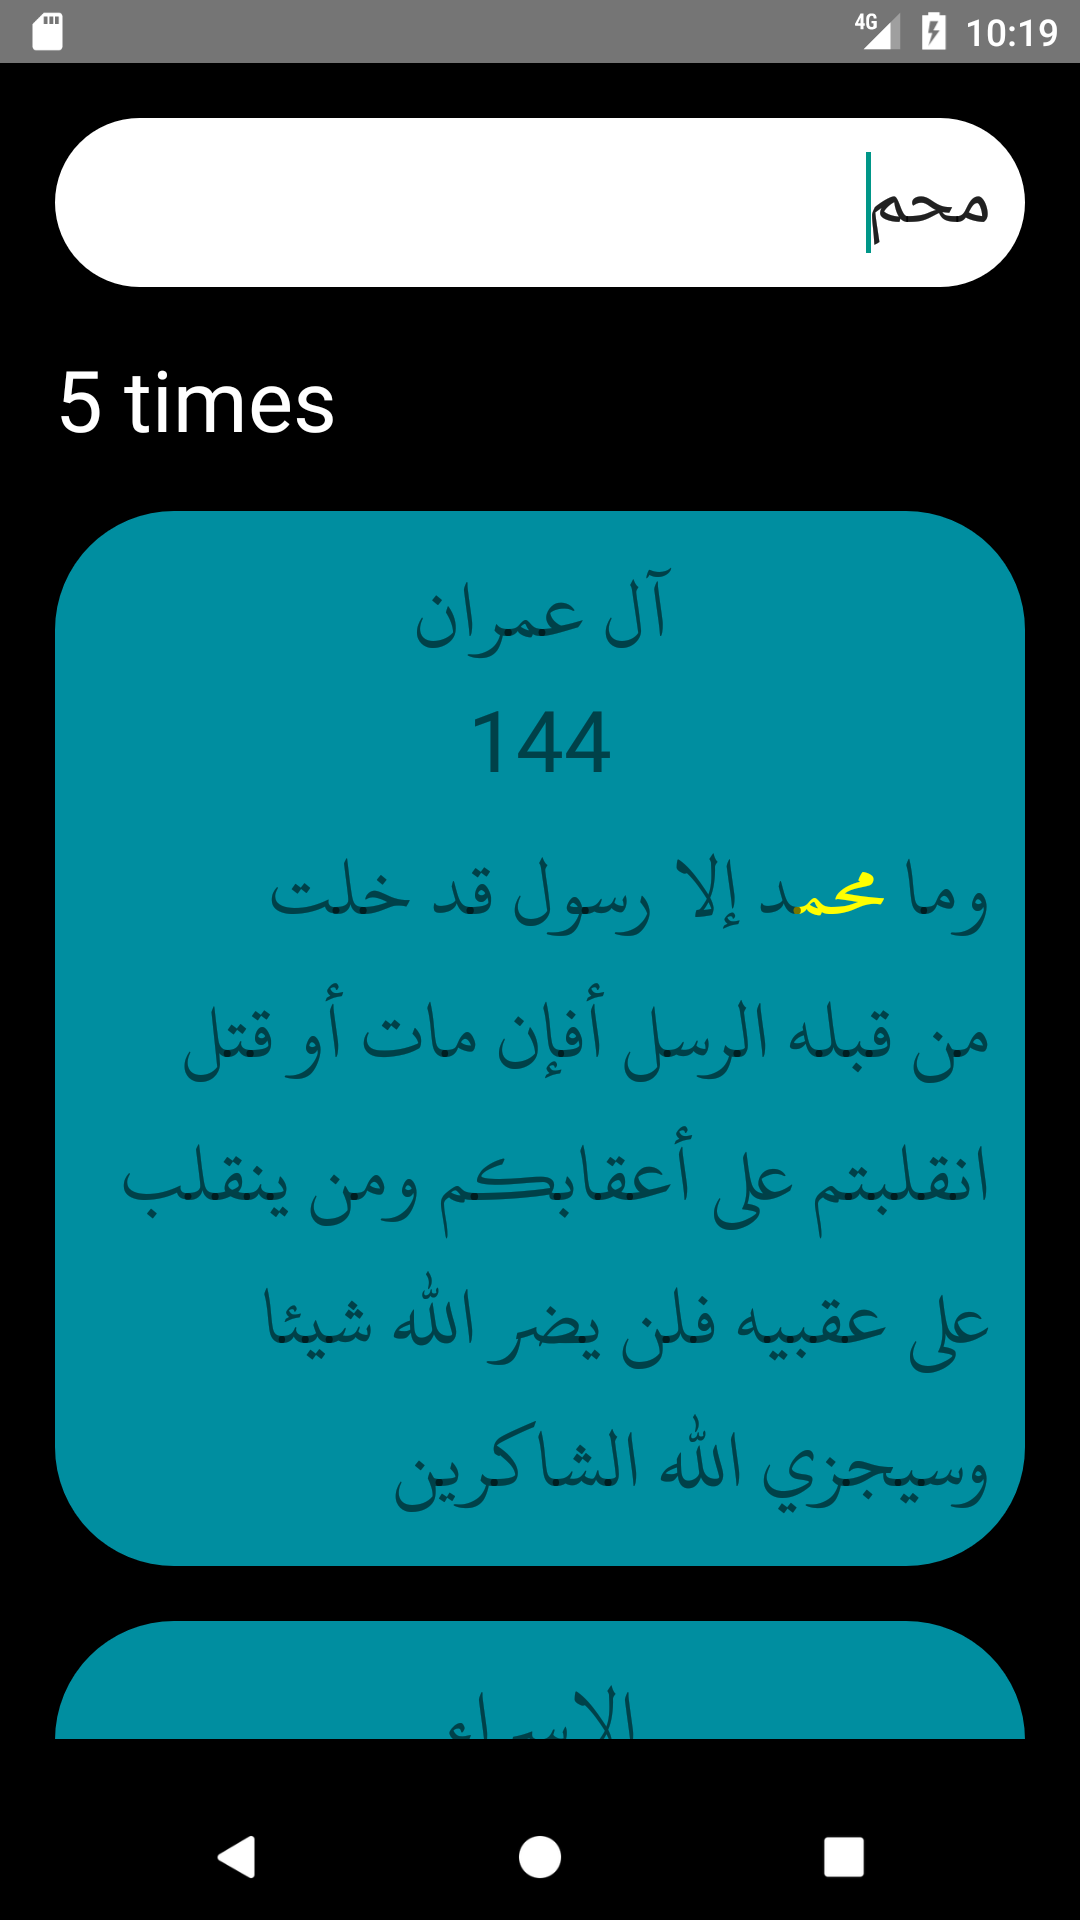 4G 10:19
محم
5 times
آل عمران
144
وما محمد إلا رسول قد خلت
من قبله الرسل أفإن مات أو قتل
انقلبتم على أعقابكم ومن ينقلب
على عقبيه فلن يضر الله شيئا
وسيجزي الله الشاكرين